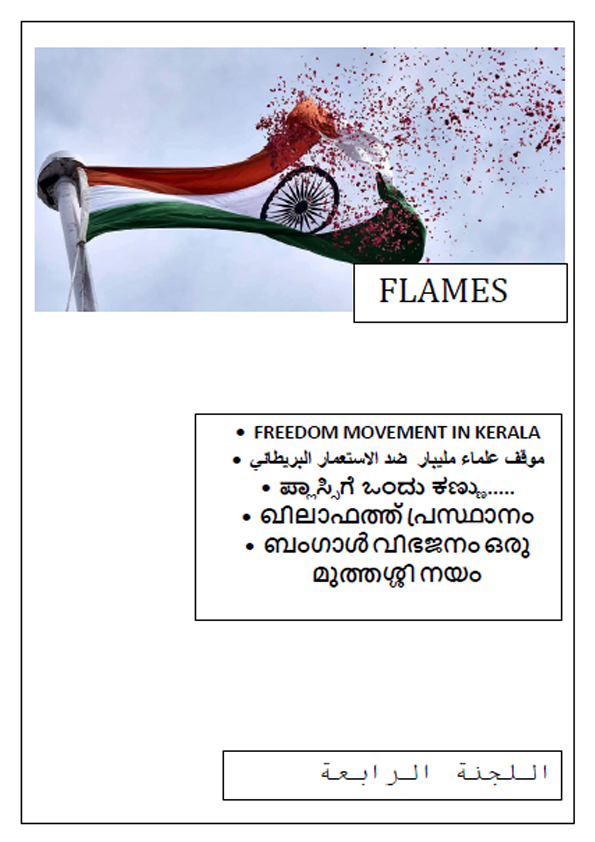 FLAMES
• FREEDOM MOVEMENT IN KERALA
• موقف علماء مليبار ضد الاستعمار البريطاني
• ಪ್ಲಾಸ್ಸಿಗೆ ಒಂದು ಕಣ್ಣು.....
• ഖിലാഫത്ത് പ്രസ്ഥാനം
• ബംഗാൾ വിഭജനം ഒരു
മുത്തശ്ശി നയം
اللجنة الرابعة